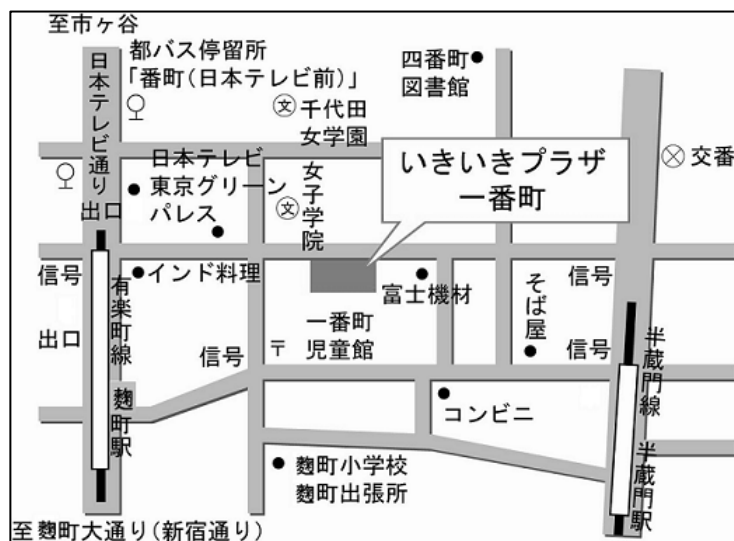 至市ヶ谷
日本テレビ通り
都バス停留所
「番町(日本テレビ前)」
四番町
図書館
文
千代田
女学園
交番
いきいきプラザ
一番町
日本テレビ
東京グリーン
パレス
女子学院
文
出口
信号
インド料理
富士機材
そば屋
信号
有楽町線
出口
信号
〒
一番町
児童館
信号
半蔵門線
麹町駅
コンビニ
麹町小学校
麹町出張所
半蔵門駅
至麹町大通り(新宿通り)